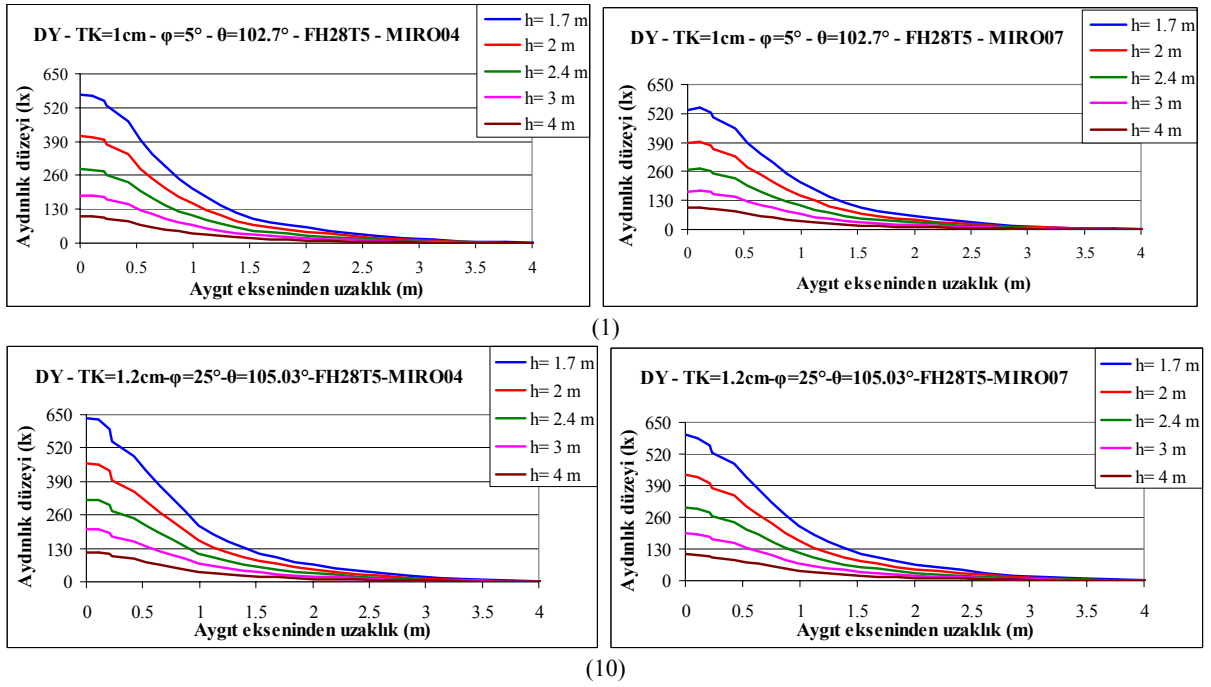 DY - TK=1cm - φ=5° - θ=102.7° - FH28T5 - MIRO04
h= 1.7 m
h= 2 m
h= 2.4 m
h= 3 m
h= 4 m
Aydınlık düzeyi (lx)
650
520
390
260
130
0
0 0.5 1 1.5 2 2.5 3 3.5 4
Aygıt ekseninden uzaklık (m)
DY - TK=1cm - φ=5° - θ=102.7° - FH28T5 - MIRO07
h= 1.7 m
h= 2 m
h= 2.4 m
h= 3 m
h= 4 m
Aydınlık düzeyi (lx)
650
520
390
260
130
0
0 0.5 1 1.5 2 2.5 3 3.5 4
Aygıt ekseninden uzaklık (m)
(1)
DY - TK=1.2cm-φ=25°-θ=105.03°-FH28T5-MIRO04
h= 1.7 m
h= 2 m
h= 2.4 m
h= 3 m
h= 4 m
Aydınlık düzeyi (lx)
650
520
390
260
130
0
0 0.5 1 1.5 2 2.5 3 3.5 4
Aygıt ekseninden uzaklık (m)
DY - TK=1.2cm-φ=25°-θ=105.03°-FH28T5-MIRO07
h= 1.7 m
h= 2 m
h= 2.4 m
h= 3 m
h= 4 m
Aydınlık düzeyi (lx)
650
520
390
260
130
0
0 0.5 1 1.5 2 2.5 3 3.5 4
Aygıt ekseninden uzaklık (m)
(10)